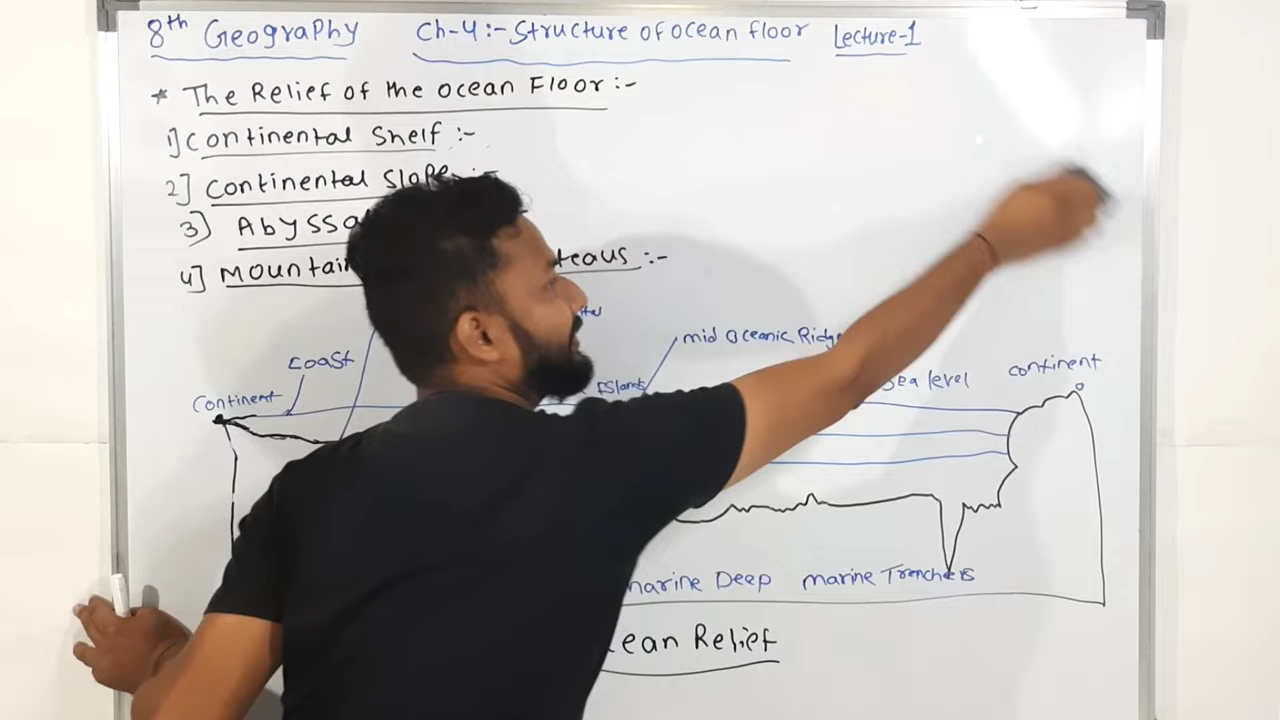 8th Geography Ch-4:- Structure of ocean floor Lecture-1
* The Relief of the ocean Floor:-
1] Continental Shelf :-
2] Continental Slope :-
3] Abyssa
4] Mountain teaus :-
mid Oceanic Ridge
Coast
ISlands
Sea level
continent
Continent
marine Deep marine Trenches
cean Relief